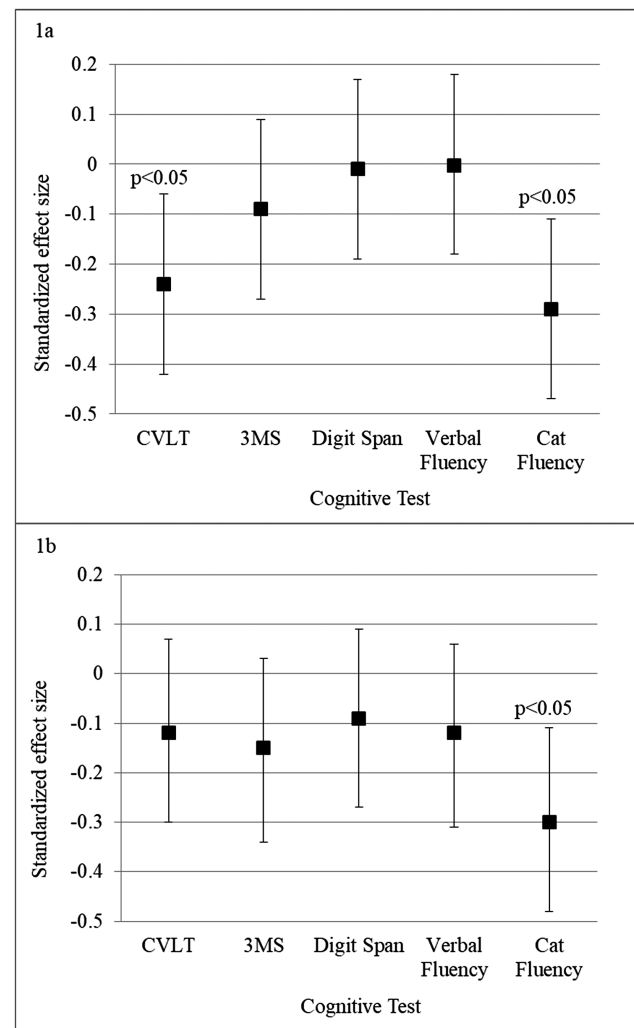 1a
Standardized effect size
0.2
0.1
0
-0.1
-0.2
-0.3
-0.4
-0.5
p<0.05
p<0.05
CVLT
3MS
Digit Span
Verbal
Fluency
Cat
Fluency
Cognitive Test
1b
Standardized effect size
0.2
0.1
0
-0.1
-0.2
-0.3
-0.4
-0.5
p<0.05
CVLT
3MS
Digit Span
Verbal
Fluency
Cat
Fluency
Cognitive Test